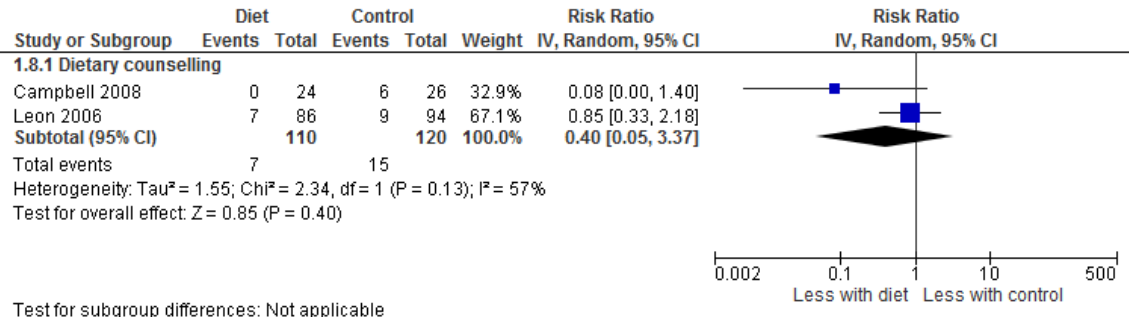 Diet Control Risk Ratio Risk Ratio
Study or Subgroup Events Total Events Total Weight IV, Random, 95% CI IV, Random, 95% CI
1.8.1 Dietary counselling
Campbell 2008 0 24 6 26 32.9% 0.08 [0.00, 1.40]
Leon 2006 7 86 9 94 67.1% 0.85 [0.33, 2.18]
Subtotal (95% CI) 110 120 100.0% 0.40 [0.05, 3.37]
Total events 7 15
Heterogeneity: Tau² = 1.55; Chi² = 2.34, df = 1 (P = 0.13); I² = 57%
Test for overall effect: Z = 0.85 (P = 0.40)
0.002 0.1 1 10 500
Less with diet Less with control
Test for subgroup differences: Not applicable